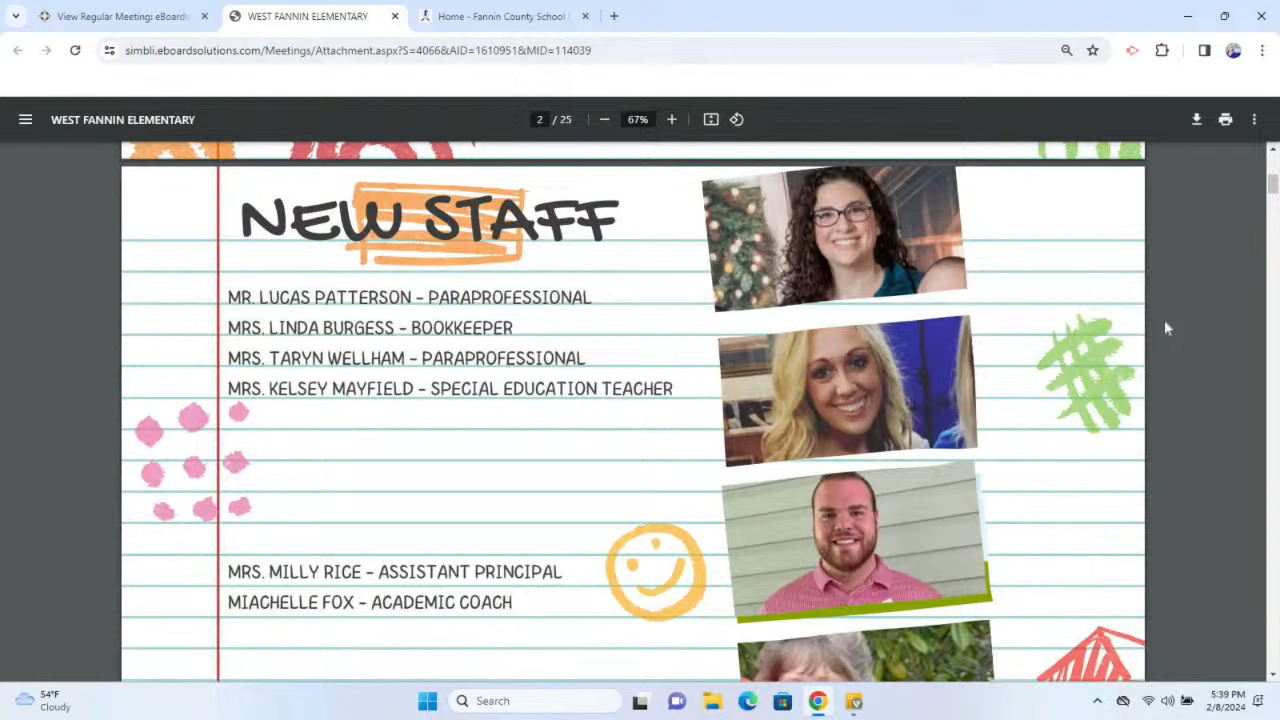 View Regular Meeting: eBoards
WEST FANNIN ELEMENTARY
Home - Fannin County School
simbli.eboardsolutions.com/Meetings/Attachment.aspx?S=4066&AID=1610951&MID=114039
WEST FANNIN ELEMENTARY
2 / 25
67%
NEW STAFF
MR. LUCAS PATTERSON - PARAPROFESSIONAL
MRS. LINDA BURGESS - BOOKKEEPER
MRS. TARYN WELLHAM - PARAPROFESSIONAL
MRS. KELSEY MAYFIELD - SPECIAL EDUCATION TEACHER
MRS. MILLY RICE - ASSISTANT PRINCIPAL
MIACHELLE FOX - ACADEMIC COACH
54°F
Cloudy
Search
5:39 PM
2/8/2024